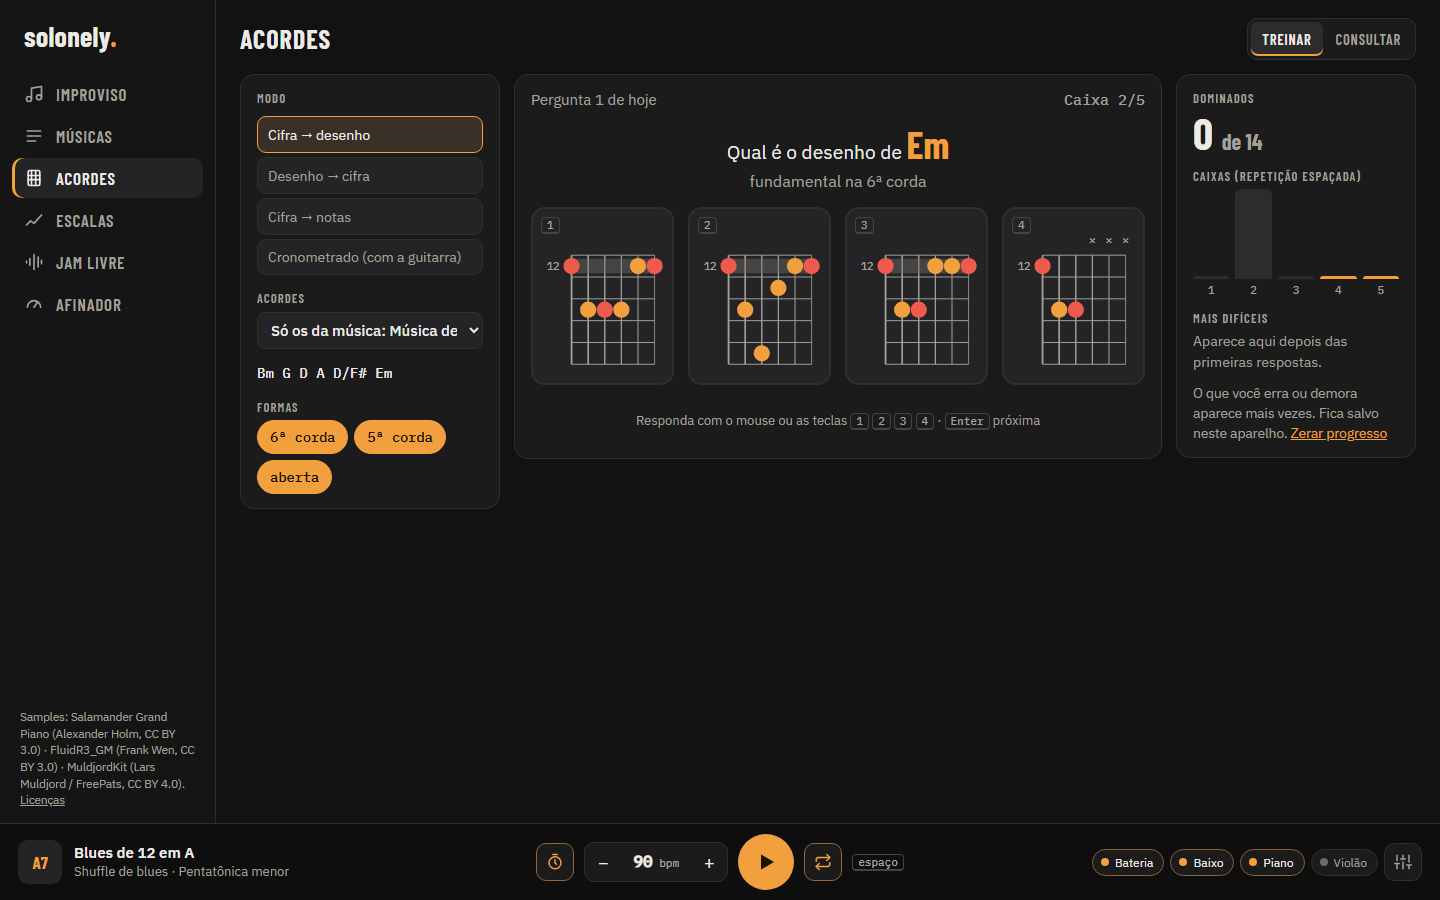 solonely.
IMPROVISO
MÚSICAS
ACORDES
ESCALAS
JAM LIVRE
AFINADOR
Samples: Salamander Grand
Piano (Alexander Holm, CC BY
3.0) · FluidR3_GM (Frank Wen, CC
BY 3.0) · MuldjordKit (Lars
Muldjord / FreePats, CC BY 4.0).
Licenças
ACORDES
TREINAR CONSULTAR
MODO
Cifra → desenho
Desenho → cifra
Cifra → notas
Cronometrado (com a guitarra)
ACORDES
Só os da música: Música de
Bm G D A D/F# Em
FORMAS
6ª corda 5ª corda
aberta
Pergunta 1 de hoje Caixa 2/5
Qual é o desenho de Em
fundamental na 6ª corda
1 2 3 4
× × ×
12 12 12 12
Responda com o mouse ou as teclas 1 2 3 4 · Enter próxima
DOMINADOS
0 de 14
CAIXAS (REPETIÇÃO ESPAÇADA)
1 2 3 4 5
MAIS DIFÍCEIS
Aparece aqui depois das
primeiras respostas.
O que você erra ou demora
aparece mais vezes. Fica salvo
neste aparelho. Zerar progresso
A7
Blues de 12 em A
Shuffle de blues · Pentatônica menor
− 90 bpm +
espaço
Bateria Baixo Piano Violão